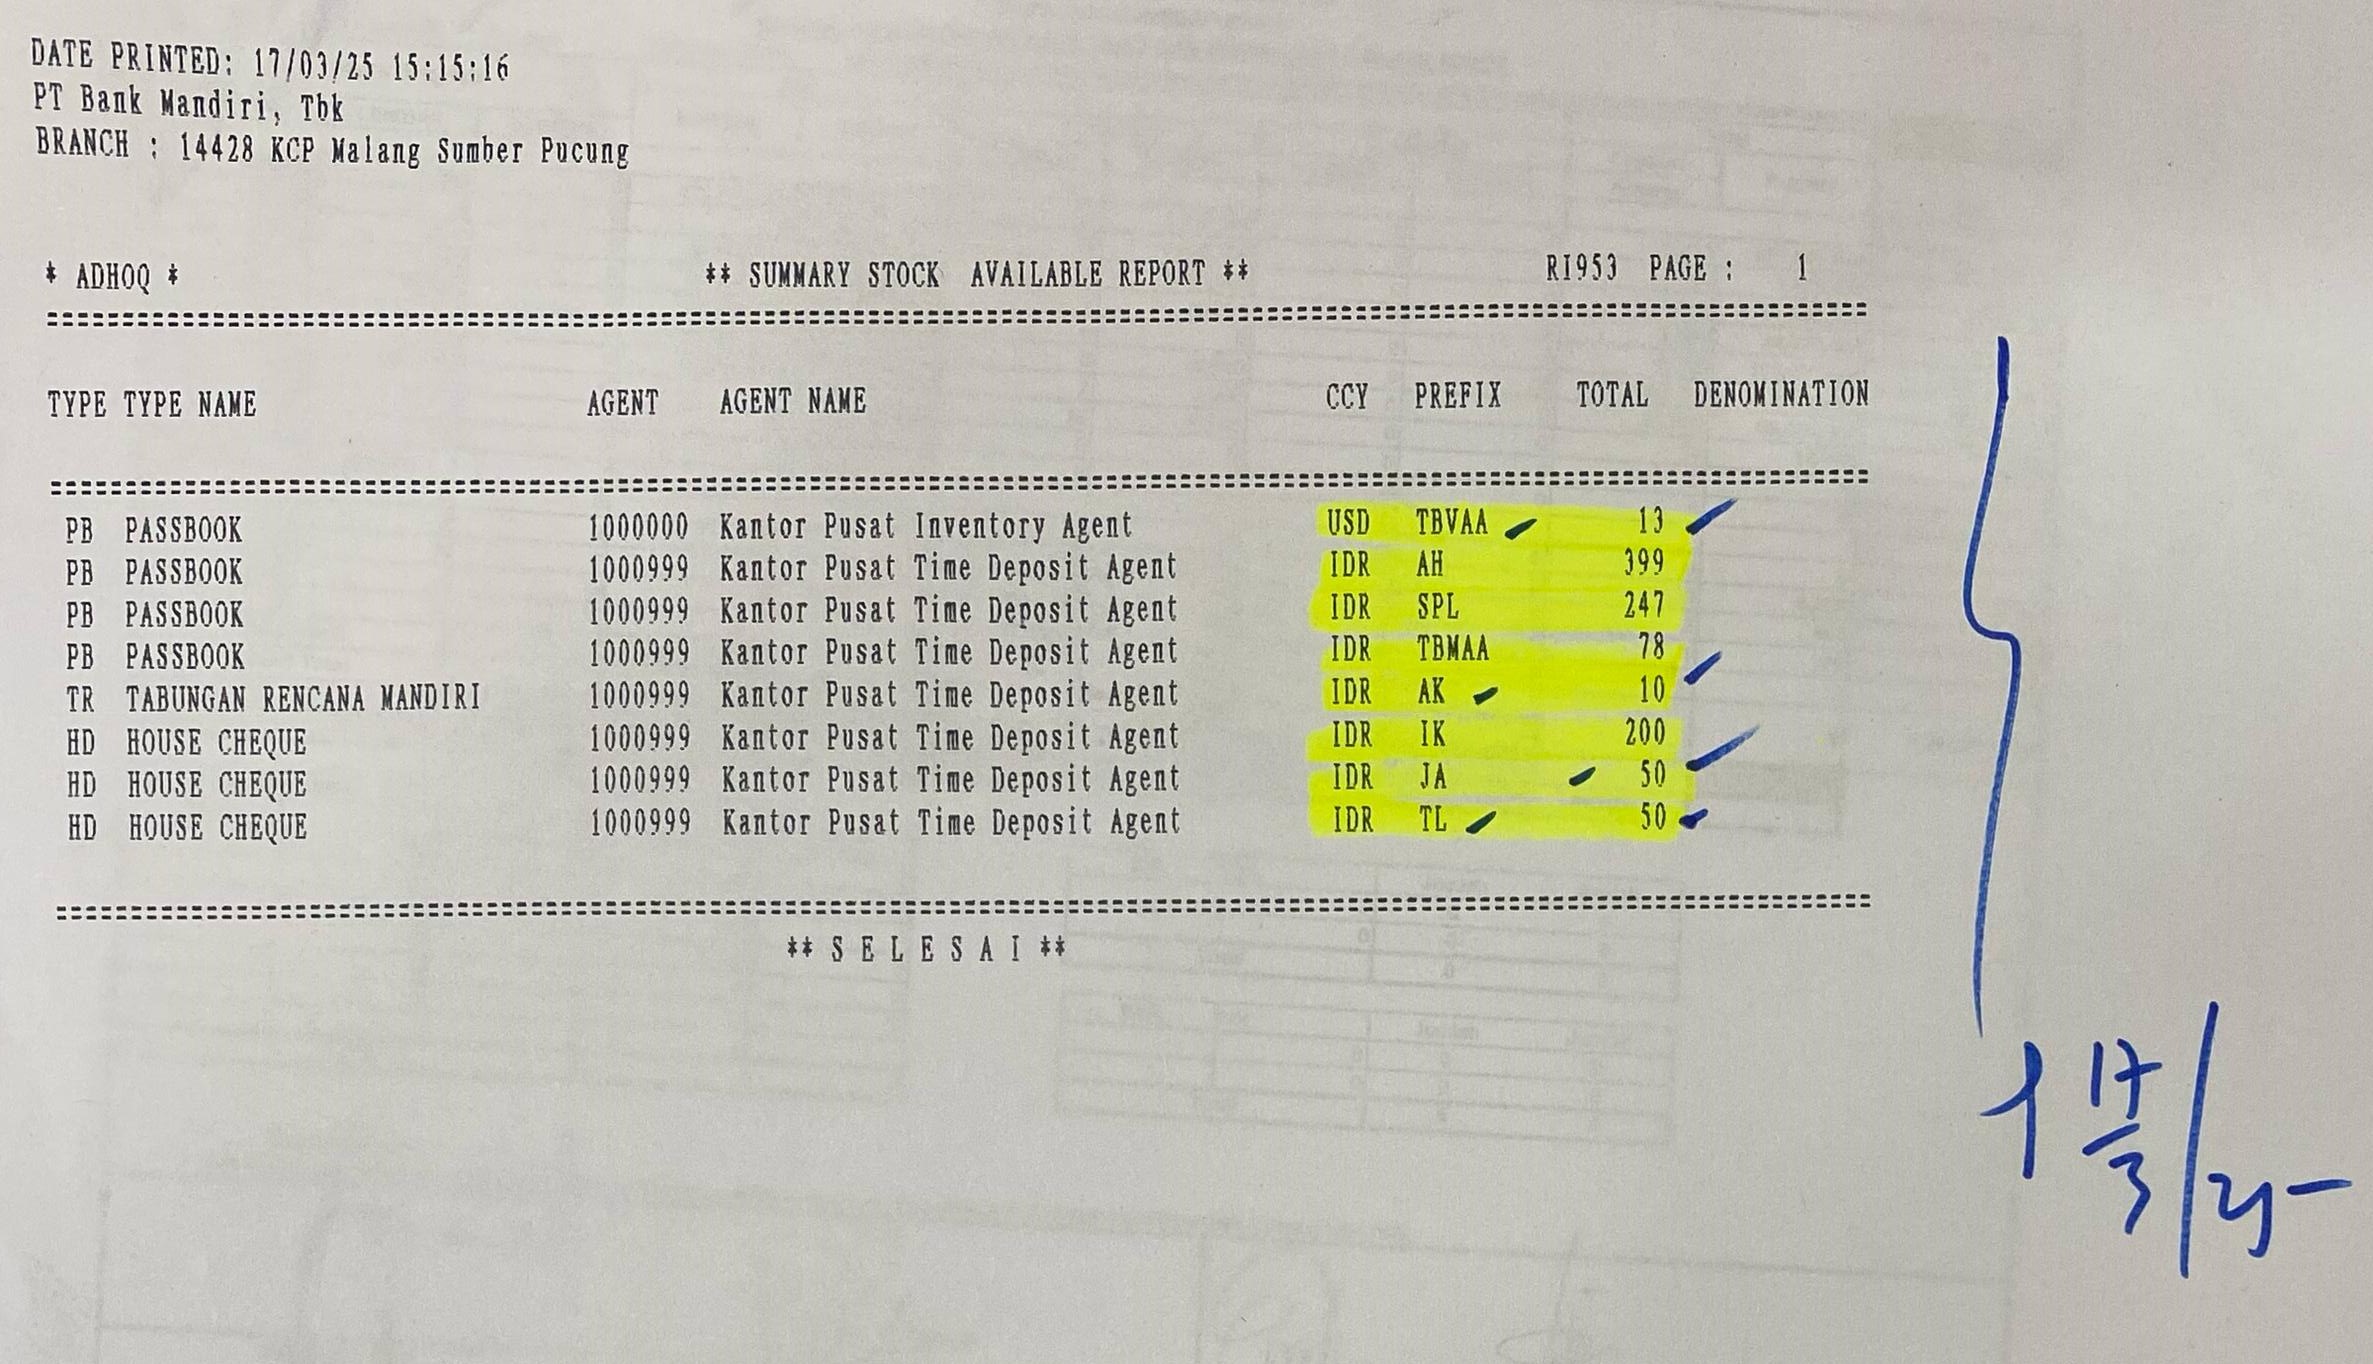 DATE PRINTED: 17/03/25 15:15:16
PT Bank Mandiri, Tbk
BRANCH : 14428 KCP Malang Sumber Pucung
* ADHOQ * ** SUMMARY STOCK AVAILABLE REPORT ** RI953 PAGE : 1
TYPE TYPE NAME AGENT AGENT NAME CCY PREFIX TOTAL DENOMINATION
PB PASSBOOK 1000000 Kantor Pusat Inventory Agent USD TBVAA 13
PB PASSBOOK 1000999 Kantor Pusat Time Deposit Agent IDR AH 399
PB PASSBOOK 1000999 Kantor Pusat Time Deposit Agent IDR SPL 247
PB PASSBOOK 1000999 Kantor Pusat Time Deposit Agent IDR TBMAA 78
TR TABUNGAN RENCANA MANDIRI 1000999 Kantor Pusat Time Deposit Agent IDR AK 10
HD HOUSE CHEQUE 1000999 Kantor Pusat Time Deposit Agent IDR IK 200
HD HOUSE CHEQUE 1000999 Kantor Pusat Time Deposit Agent IDR JA 50
HD HOUSE CHEQUE 1000999 Kantor Pusat Time Deposit Agent IDR TL 50
** S E L E S A I **
17/3/25